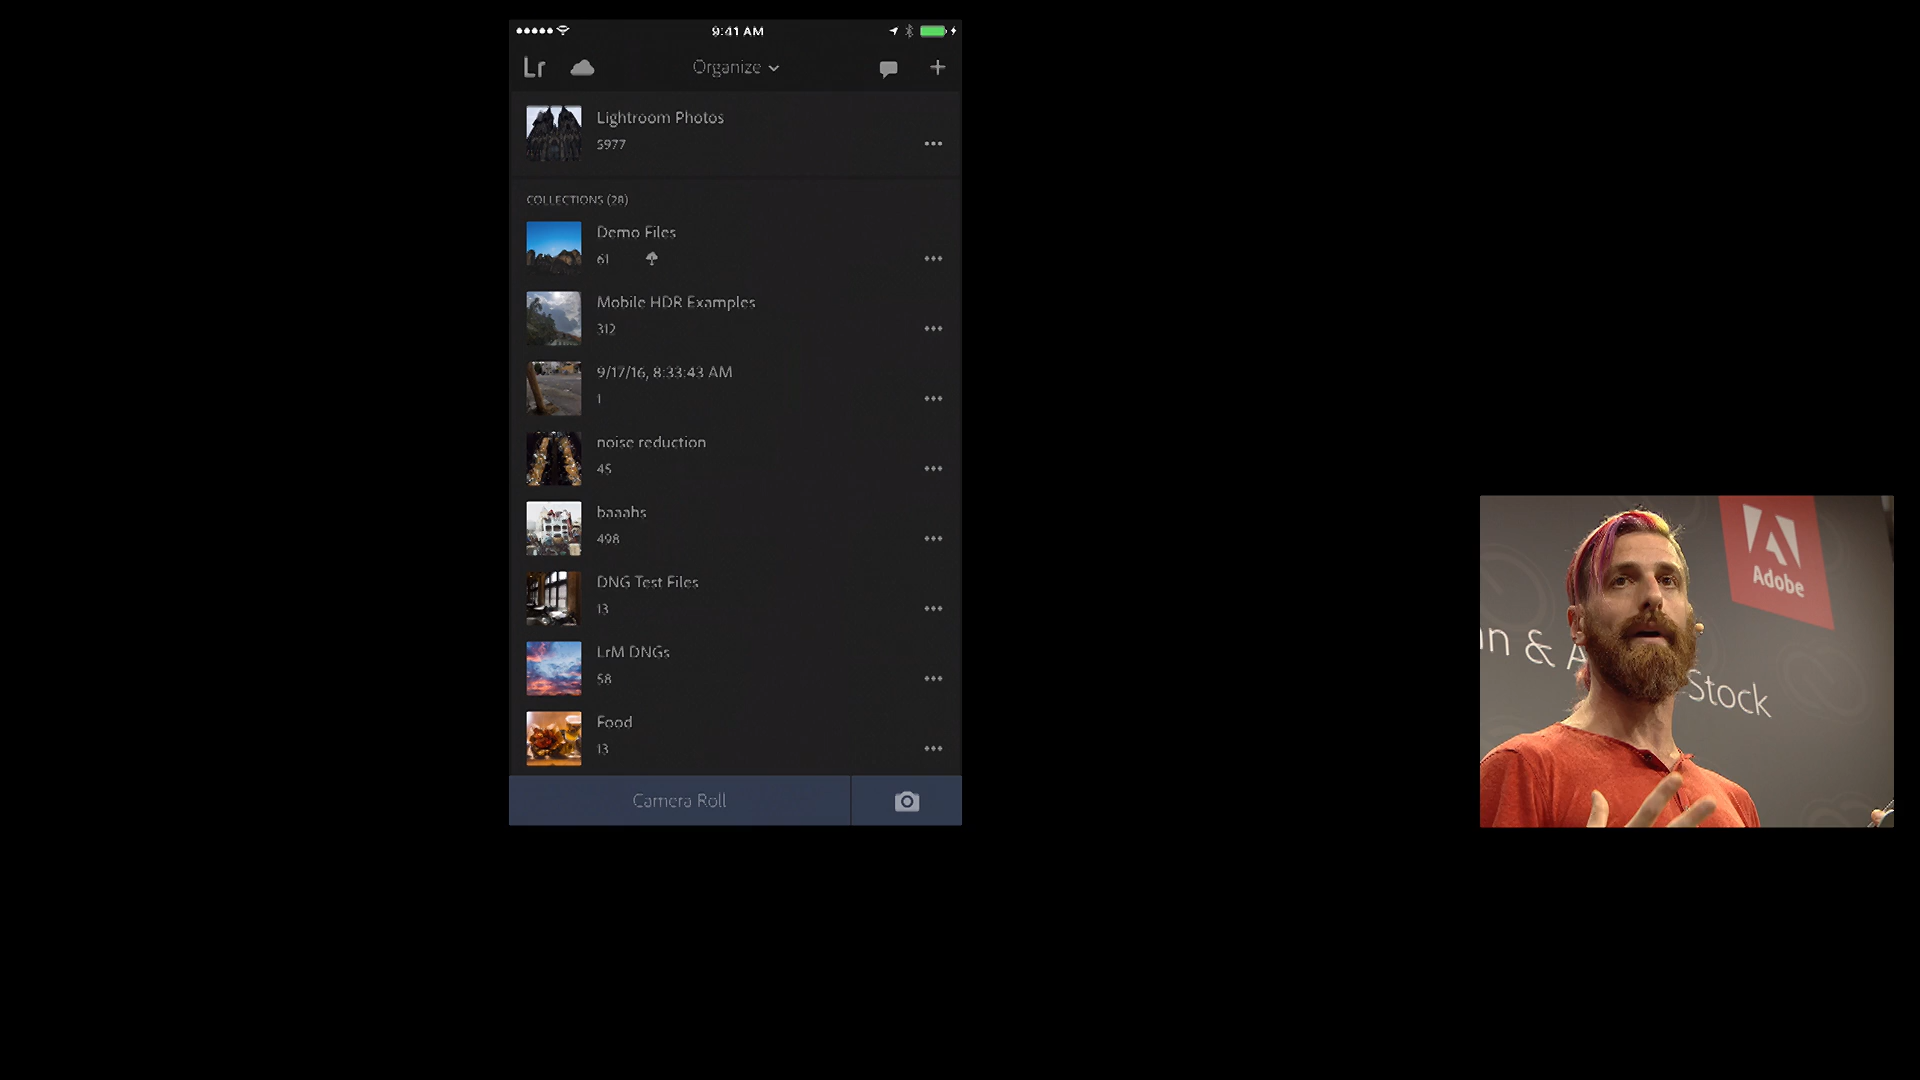 9:41 AM
Lr
Organize
Lightroom Photos
5977
COLLECTIONS (28)
Demo Files
61
Mobile HDR Examples
312
9/17/16, 8:33:43 AM
1
noise reduction
45
baaahs
498
DNG Test Files
13
LrM DNGs
58
Food
13
Camera Roll
Adobe
&
Stock